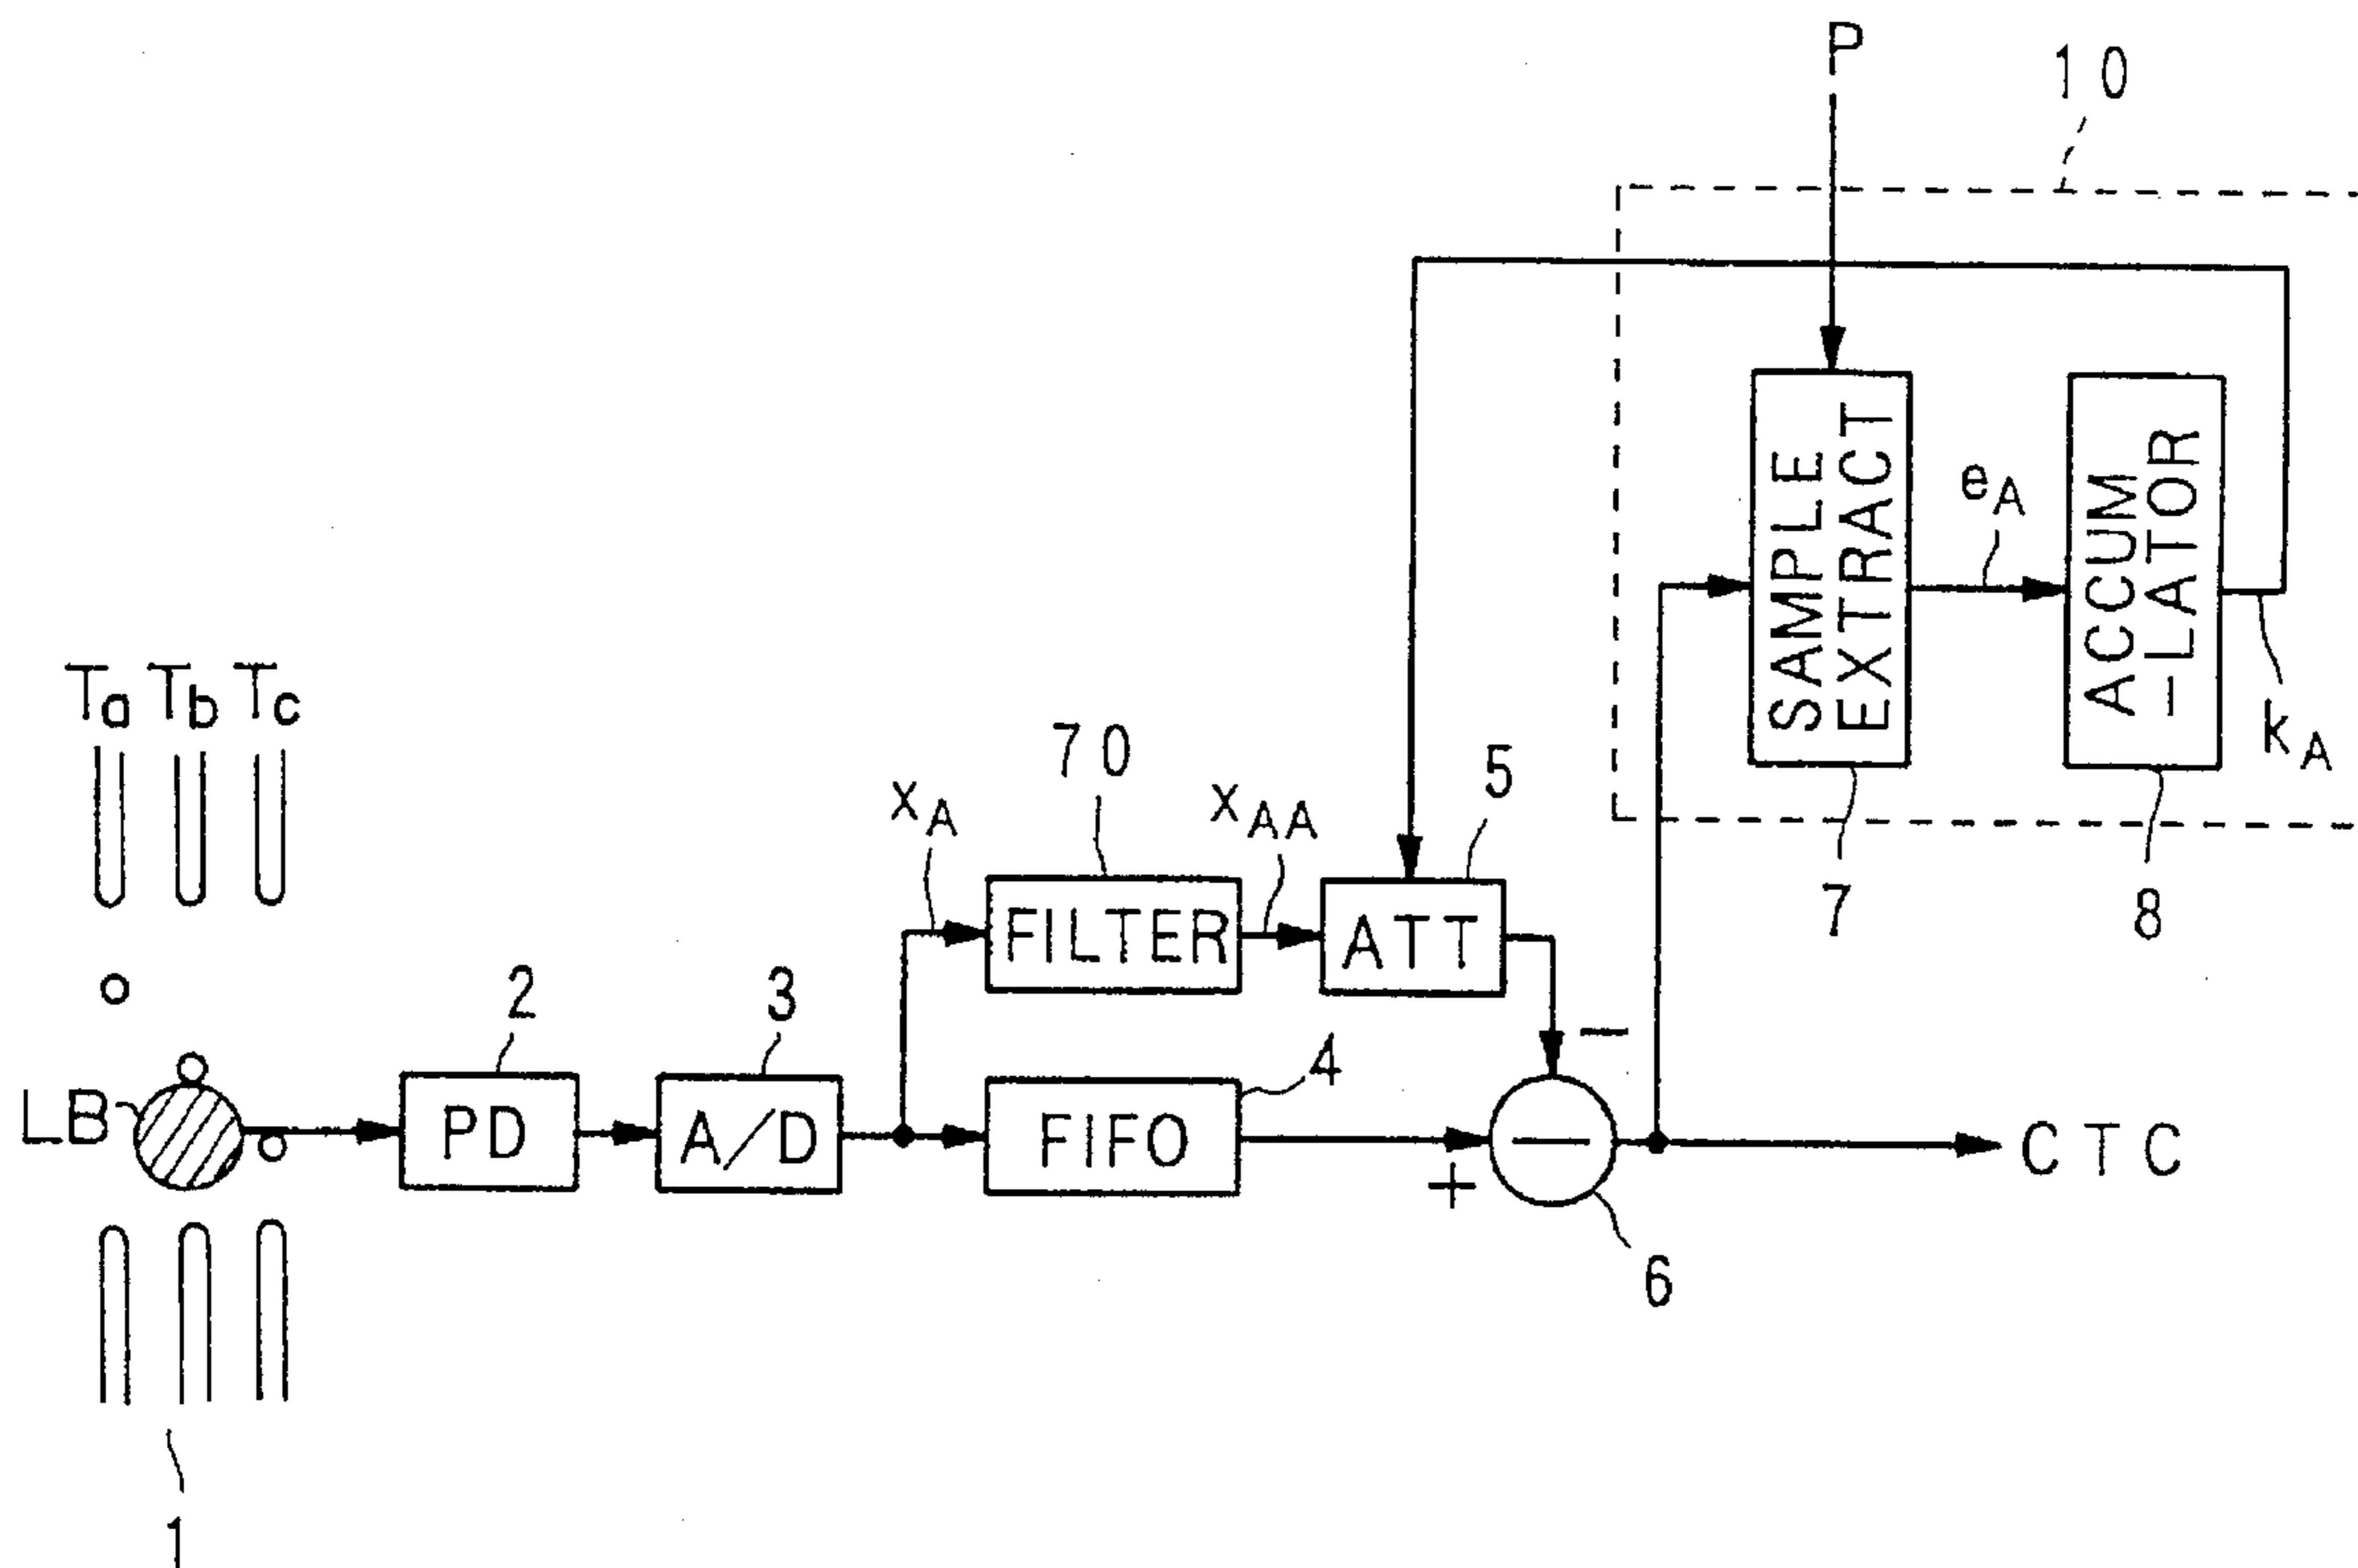 P
10
SAMPLE
EXTRACT
eA
ACCUM
-LATOR
kA
Ta Tb Tc
70
5
xA
xAA
FILTER
ATT
7
8
2
3
4
−
LB
PD
A/D
FIFO
−
+
CTC
6
1